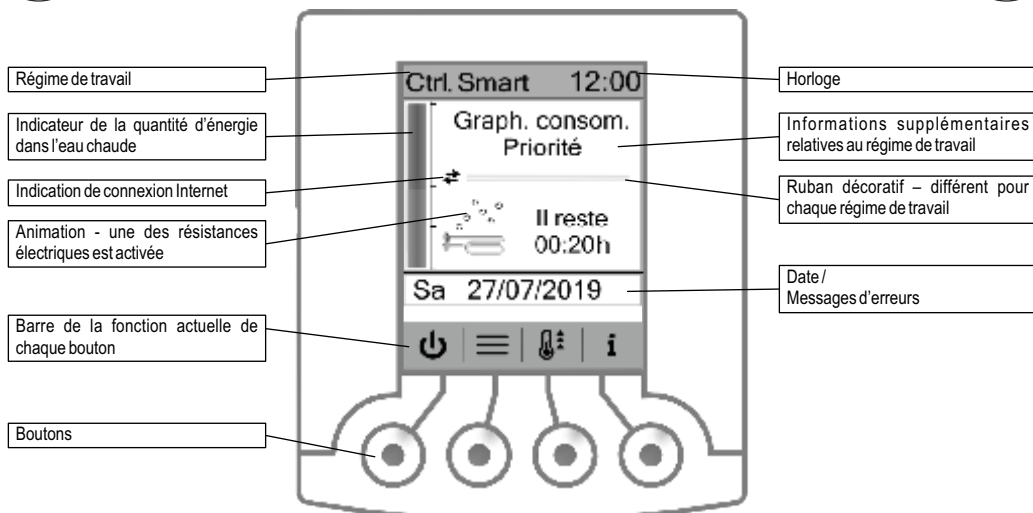 Régime de travail
Indicateur de la quantité d'énergie
dans l'eau chaude
Indication de connexion Internet
Animation - une des résistances
électriques est activée
Barre de la fonction actuelle de
chaque bouton
Boutons
Ctrl. Smart 12:00
Graph. consom.
Priorité
Il reste
00:20h
Sa 27/07/2019
i
Horloge
Informations supplémentaires
relatives au régime de travail
Ruban décoratif – différent pour
chaque régime de travail
Date /
Messages d'erreurs